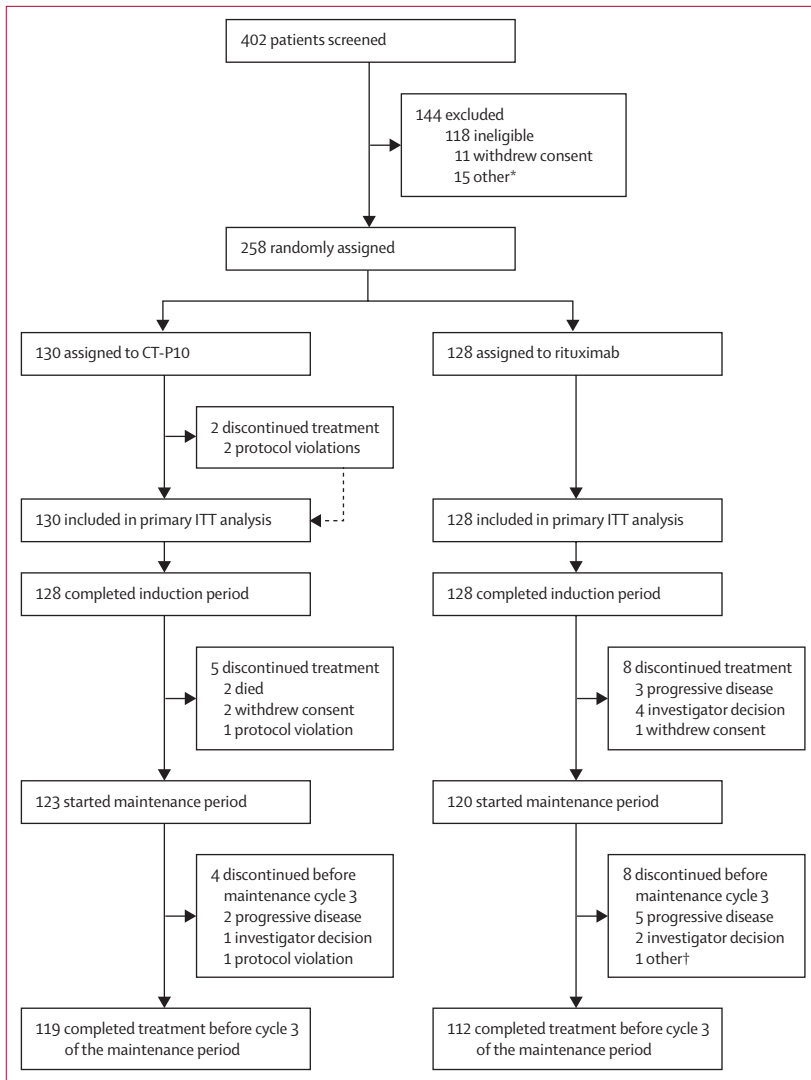 402 patients screened
144 excluded
118 ineligible
11 withdrew consent
15 other*
258 randomly assigned
130 assigned to CT-P10
128 assigned to rituximab
2 discontinued treatment
2 protocol violations
130 included in primary ITT analysis
128 included in primary ITT analysis
128 completed induction period
128 completed induction period
5 discontinued treatment
2 died
2 withdrew consent
1 protocol violation
8 discontinued treatment
3 progressive disease
4 investigator decision
1 withdrew consent
123 started maintenance period
120 started maintenance period
4 discontinued before
maintenance cycle 3
2 progressive disease
1 investigator decision
1 protocol violation
8 discontinued before
maintenance cycle 3
5 progressive disease
2 investigator decision
1 other†
119 completed treatment before cycle 3
of the maintenance period
112 completed treatment before cycle 3
of the maintenance period